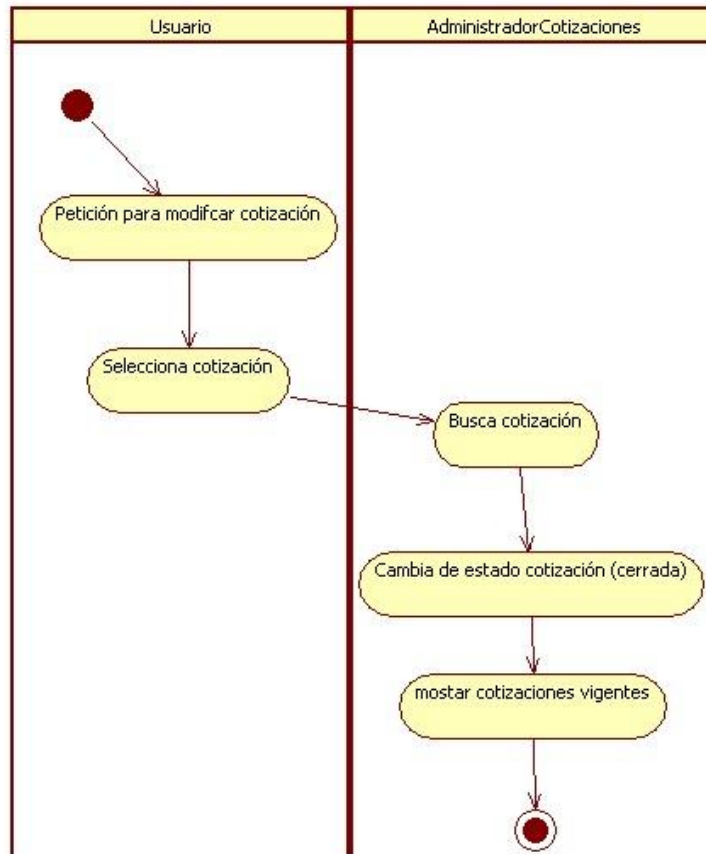 Usuario
AdministradorCotizaciones
Petición para modifcar cotización
Selecciona cotización
Busca cotización
Cambia de estado cotización (cerrada)
mostar cotizaciones vigentes